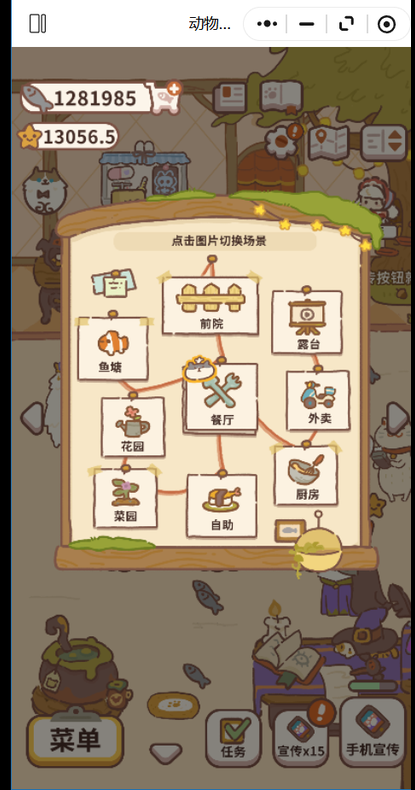 动物...
1281985
13056.5
点击图片切换场景
前院
露台
鱼塘
餐厅
外卖
花园
厨房
菜园
自助
菜单
任务
宣传x15
手机宣传